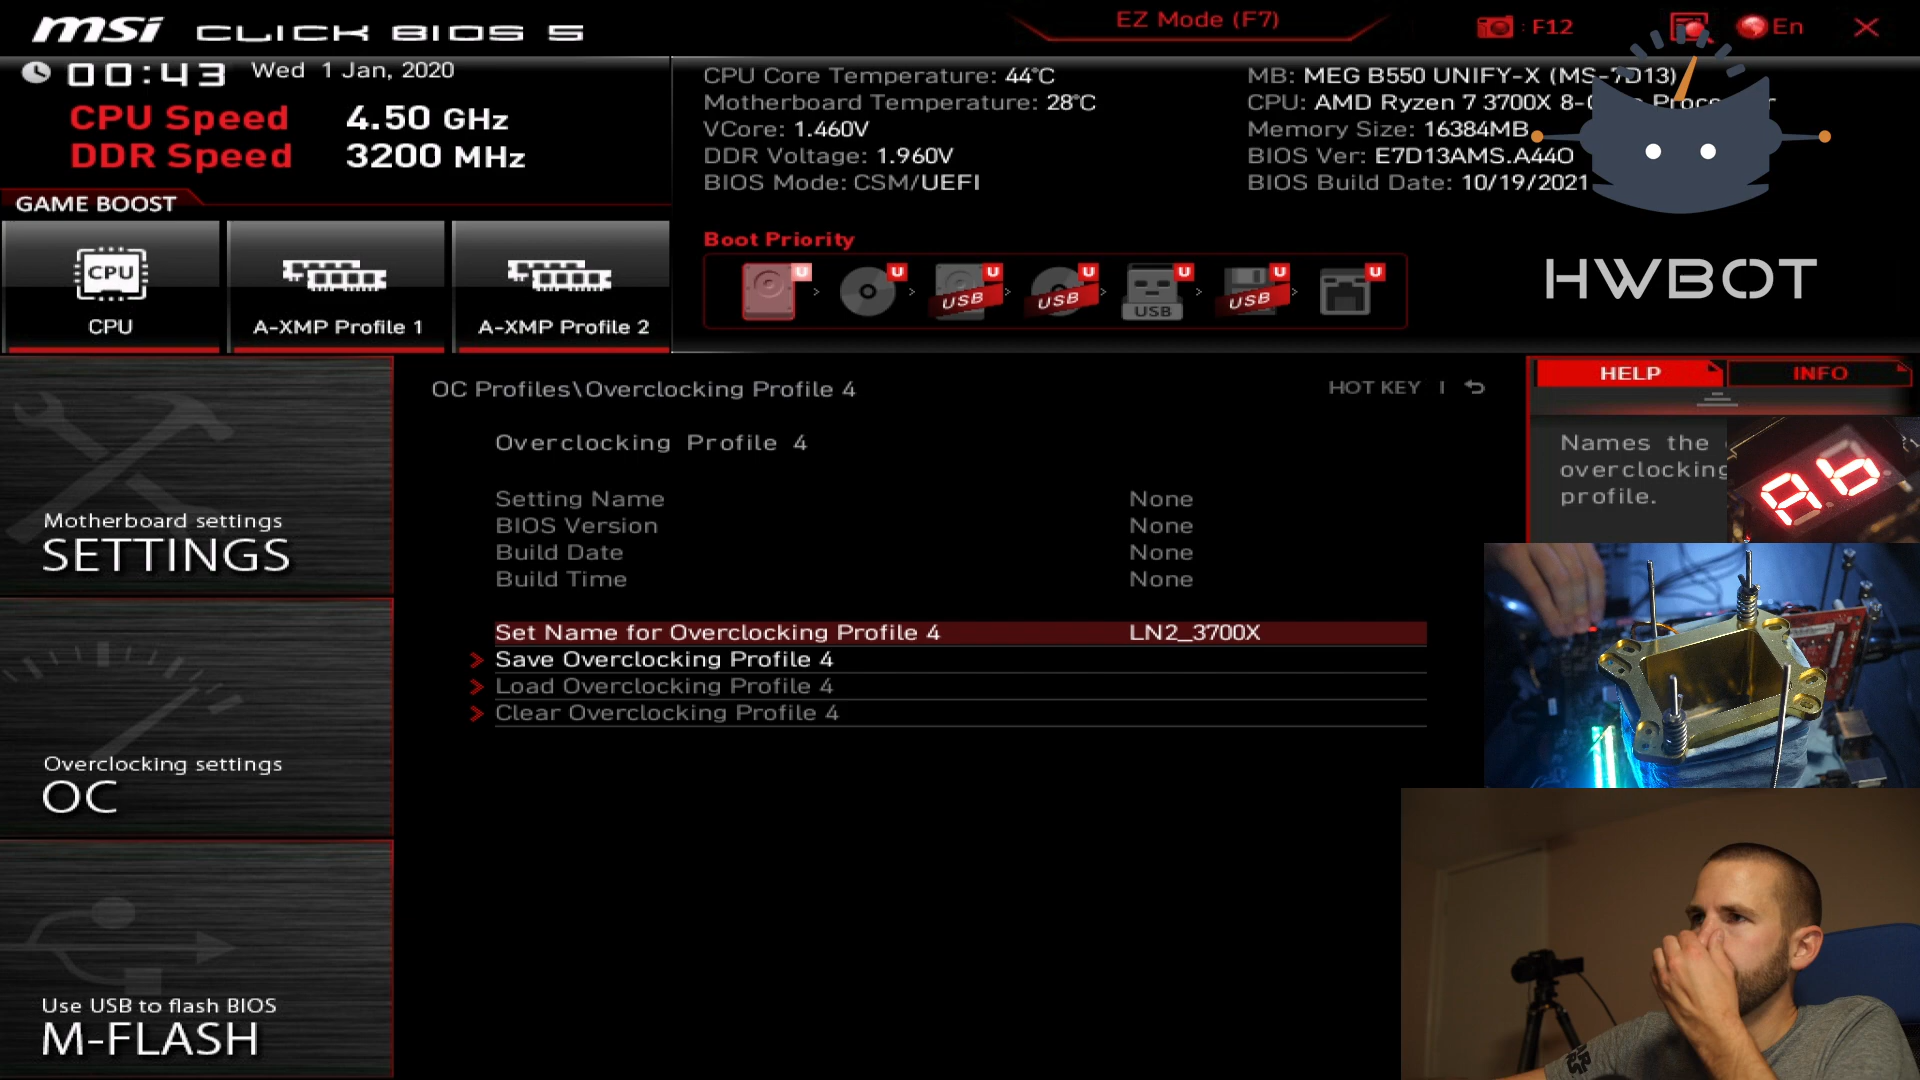 msi CLICK BIOS 5
EZ Mode (F7)
: F12
En
00:43 Wed 1 Jan, 2020
CPU Speed 4.50 GHz
DDR Speed 3200 MHz
CPU Core Temperature: 44°C
Motherboard Temperature: 28°C
VCore: 1.460V
DDR Voltage: 1.960V
BIOS Mode: CSM/UEFI
MB: MEG B550 UNIFY-X (MS-7D13)
CPU: AMD Ryzen 7 3700X
Memory Size: 16384MB
BIOS Ver: E7D13AMS.A44O
BIOS Build Date: 10/19/2021
HWBOT
GAME BOOST
CPU
CPU
A-XMP Profile 1
A-XMP Profile 2
Boot Priority
U U U U U U U
USB USB USB USB
Motherboard settings
SETTINGS
Overclocking settings
OC
Use USB to flash BIOS
M-FLASH
OC Profiles\Overclocking Profile 4
HOT KEY |
Overclocking Profile 4
Setting Name None
BIOS Version None
Build Date None
Build Time None
Set Name for Overclocking Profile 4 LN2_3700X
> Save Overclocking Profile 4
> Load Overclocking Profile 4
> Clear Overclocking Profile 4
HELP
INFO
Names the
overclocking
profile.